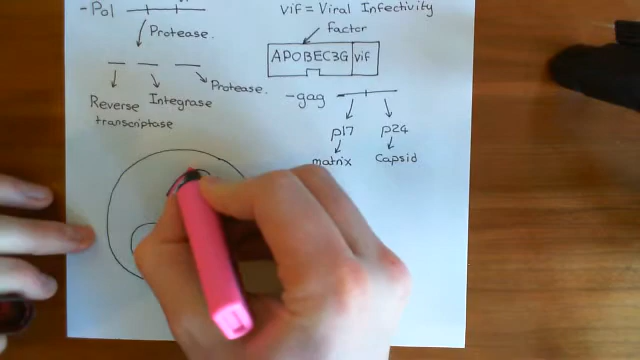 -Pol
Protease.
Reverse transcriptase
Integrase
Protease.
vif = Viral Infectivity
factor
APOBEC3G vif
-gag
p17 p24
matrix Capsid